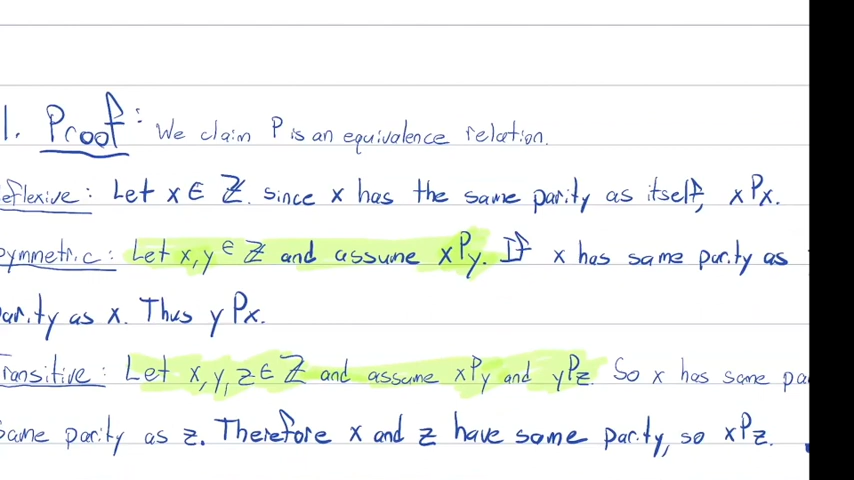 1. Proof: We claim P is an equivalence relation.
eflexive: Let x ∈ ℤ. since x has the same parity as itself, xPx.
ymmetric: Let x, y ∈ ℤ and assume xPy. If x has same parity as
arity as x. Thus yPx.
Transitive: Let x, y, z ∈ ℤ and assume xPy and yPz. So x has same pa
same parity as z. Therefore x and z have same parity, so xPz.